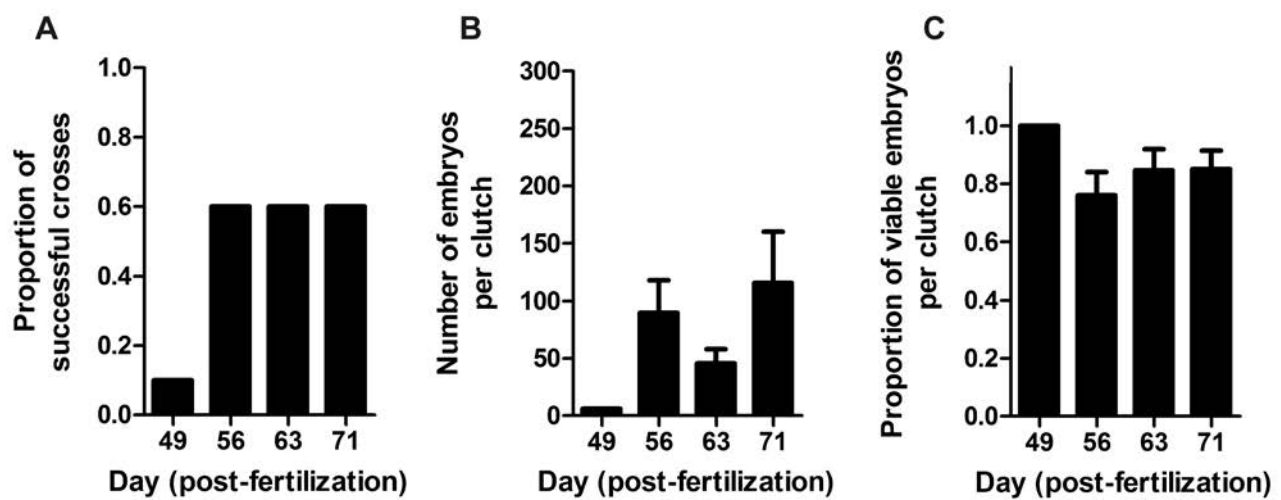 A
Proportion of
successful crosses
1.0
0.8
0.6
0.4
0.2
0.0
49 56 63 71
Day (post-fertilization)
B
Number of embryos
per clutch
300
250
200
150
100
50
0
49 56 63 71
Day (post-fertilization)
C
Proportion of viable embryos
per clutch
1.0
0.8
0.6
0.4
0.2
0.0
49 56 63 71
Day (post-fertilization)